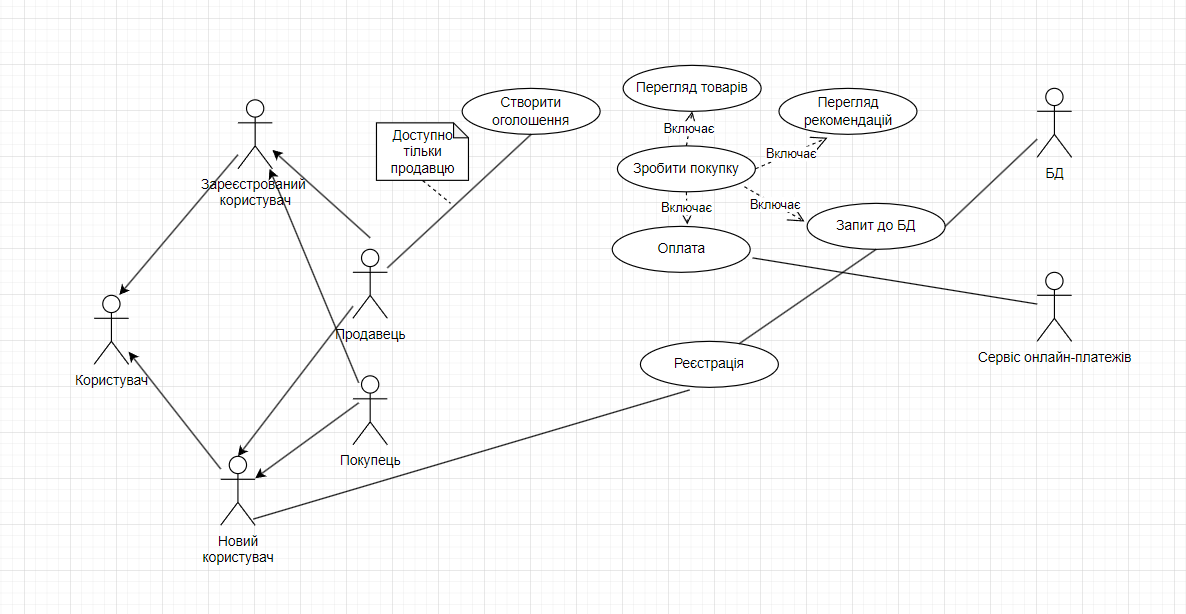 Перегляд товарів
Створити
оголошення
Перегляд
рекомендацій
Включає
Доступно
тільки
продавцю
Включає
Зробити покупку
БД
Зареєстрований
користувач
Включає
Включає
Запит до БД
Оплата
Продавець
Сервіс онлайн-платежів
Реєстрація
Користувач
Покупець
Новий
користувач